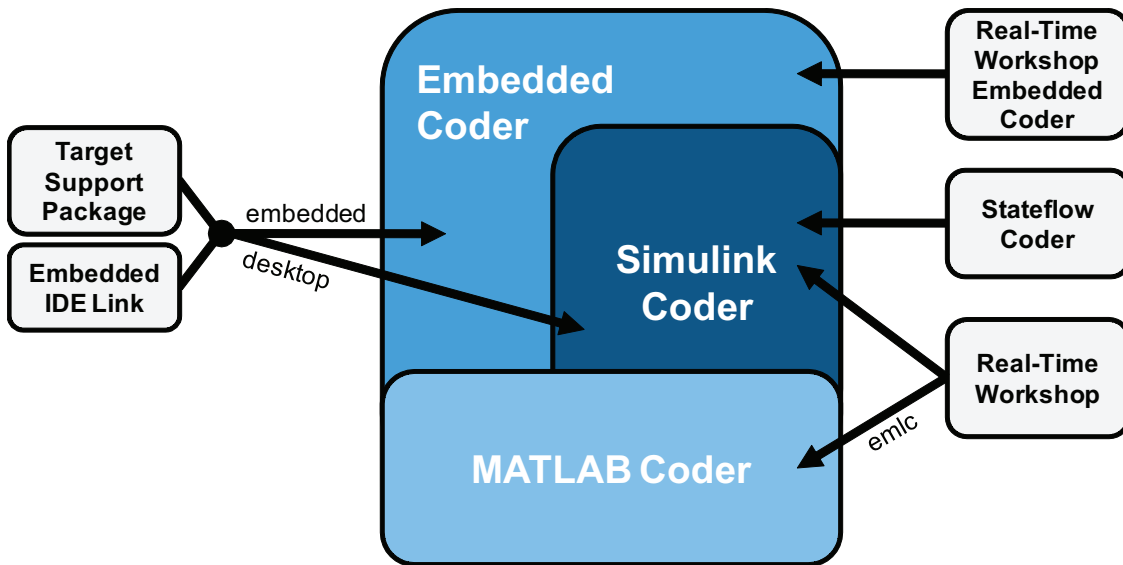 Target
Support
Package
Embedded
IDE Link
embedded
desktop
Embedded
Coder
Simulink
Coder
MATLAB Coder
Real-Time
Workshop
Embedded
Coder
Stateflow
Coder
Real-Time
Workshop
emlc